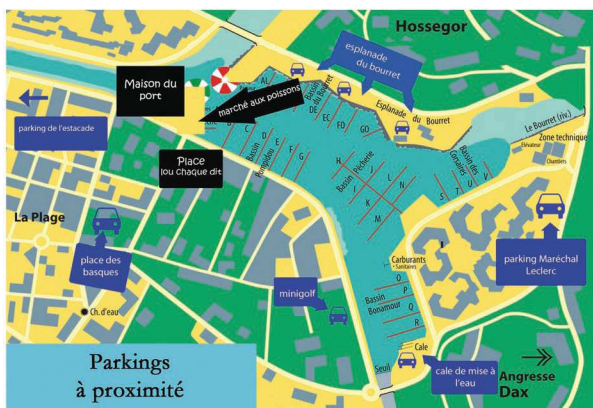 Hossegor
esplanade
du bourret
Maison du
port
marché aux poissons
AL
Bassin
du Bourret
DE
EC
FO
GO
Esplanade du Bourret
Le Bourret (riv.)
Zone technique
Elévateur
Chantiers
parking de l'estacade
Place
lou chaque dit
C
D
E
F
G
Bassin
Pompidou
H
I
J
K
L
M
N
Bassin Pêcherie
Bassin des
Corsaires
S
T
U
V
La Plage
place des
basques
Ch. d'eau
minigolf
Carburants
Sanitaires
O
P
Q
R
Bassin
Bonamour
Cale
Seuil
parking Maréchal
Leclerc
cale de mise à
l'eau
Angresse
Dax
Parkings
à proximité